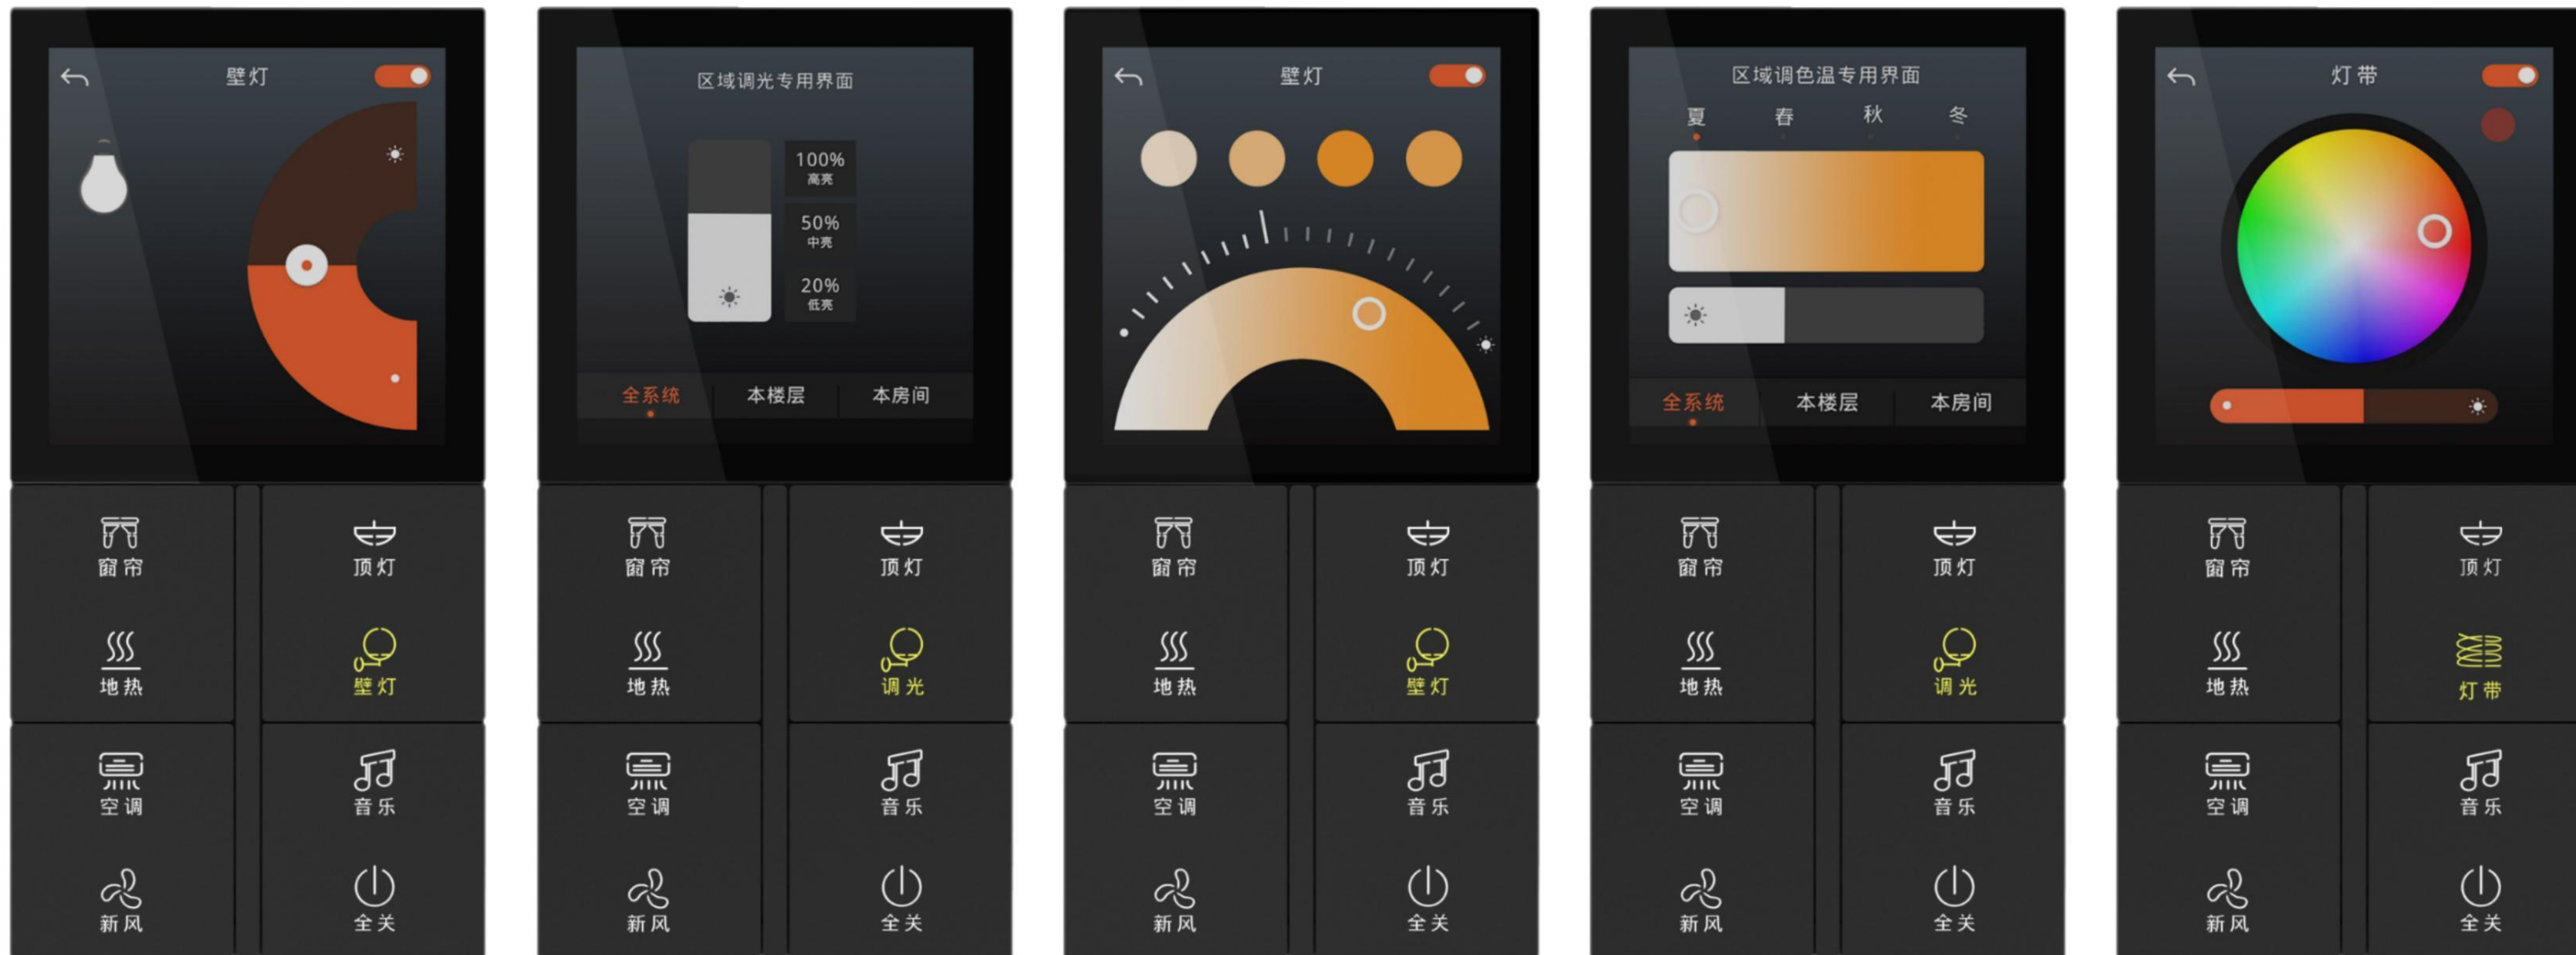 壁灯
窗帘
顶灯
地热
壁灯
空调
音乐
新风
全关
区域调光专用界面
100%
高亮
50%
中亮
20%
低亮
全系统 本楼层 本房间
窗帘
顶灯
地热
调光
空调
音乐
新风
全关
壁灯
窗帘
顶灯
地热
壁灯
空调
音乐
新风
全关
区域调色温专用界面
夏 春 秋 冬
全系统 本楼层 本房间
窗帘
顶灯
地热
调光
空调
音乐
新风
全关
灯带
窗帘
顶灯
地热
灯带
空调
音乐
新风
全关